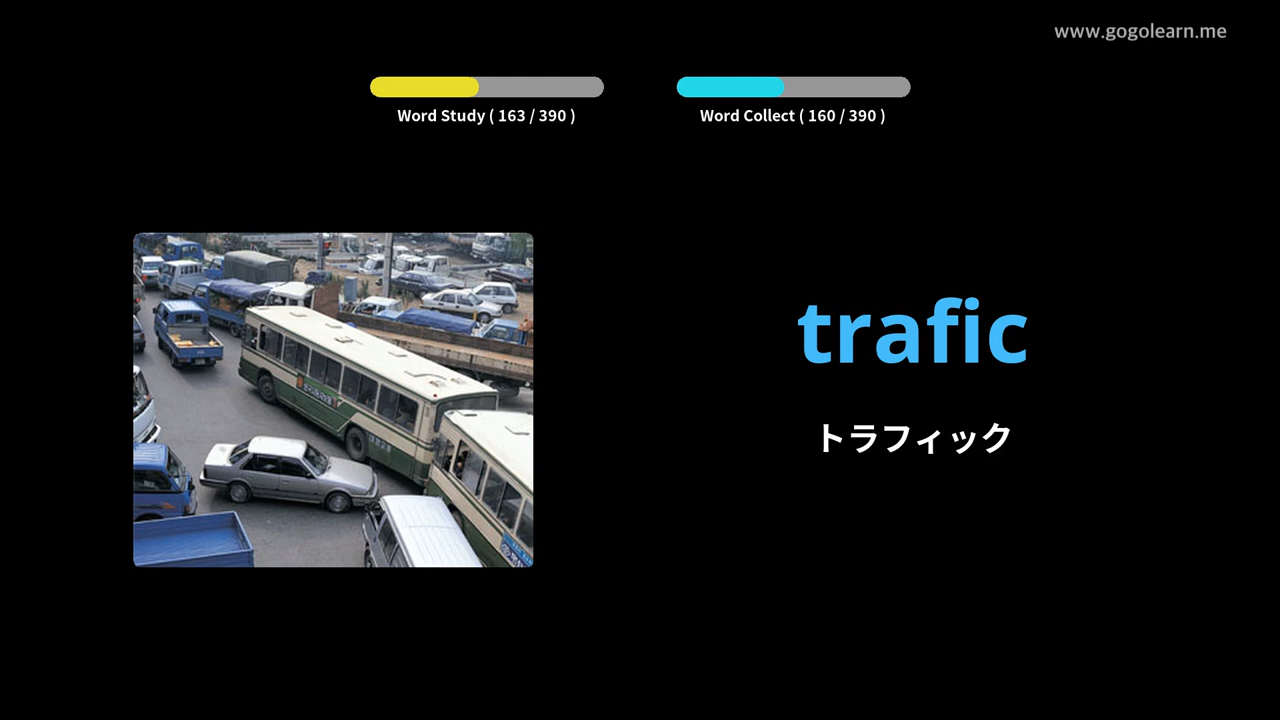 www.gogolearn.me
Word Study ( 163 / 390 )
Word Collect ( 160 / 390 )
trafic
トラフィック